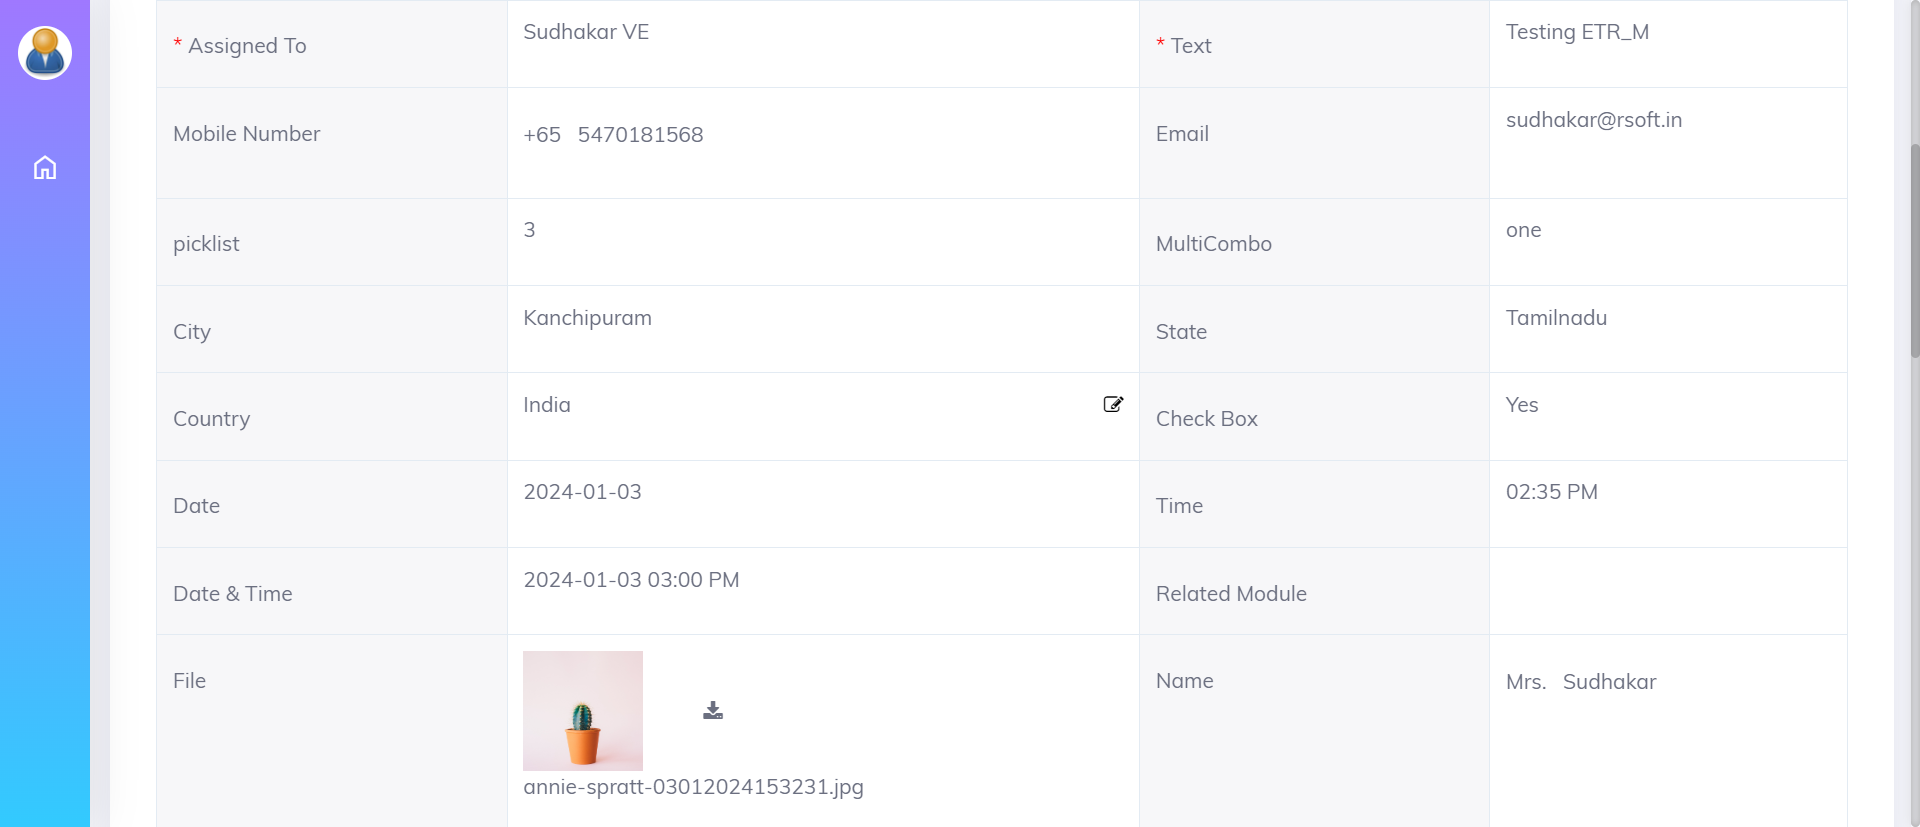 * Assigned To
Sudhakar VE
* Text
Testing ETR_M
Mobile Number
+65 5470181568
Email
sudhakar@rsoft.in
picklist
3
MultiCombo
one
City
Kanchipuram
State
Tamilnadu
Country
India
Check Box
Yes
Date
2024-01-03
Time
02:35 PM
Date & Time
2024-01-03 03:00 PM
Related Module
File
annie-spratt-03012024153231.jpg
Name
Mrs. Sudhakar